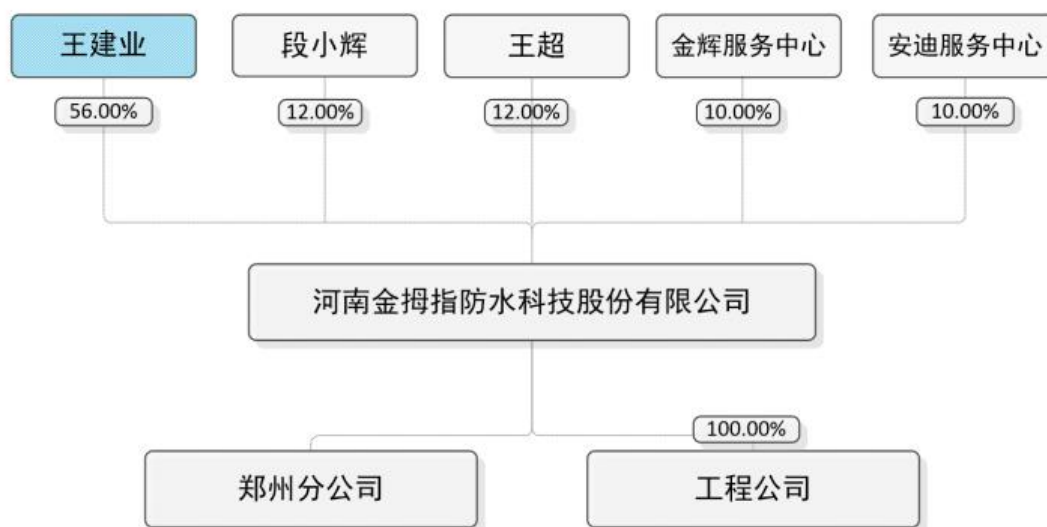 王建业
段小辉
王超
金辉服务中心
安迪服务中心
56.00%
12.00%
12.00%
10.00%
10.00%
河南金拇指防水科技股份有限公司
100.00%
郑州分公司
工程公司